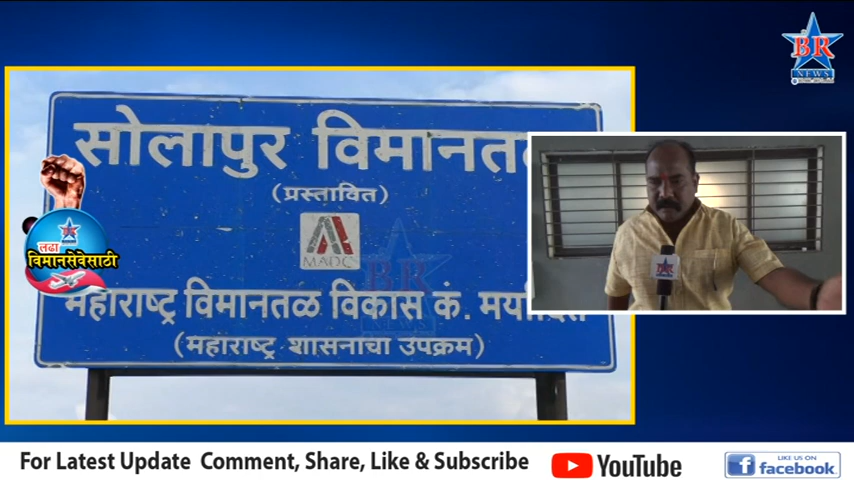 BR
NEWS
सोलापुर विमानतळ
(प्रस्तावित)
MADC
महाराष्ट्र विमानतळ विकास कं. मर्यादित
(महाराष्ट्र शासनाचा उपक्रम)
लढा
विमानसेवेसाठी
BR
For Latest Update Comment, Share, Like & Subscribe
YouTube
LIKE US ON
facebook